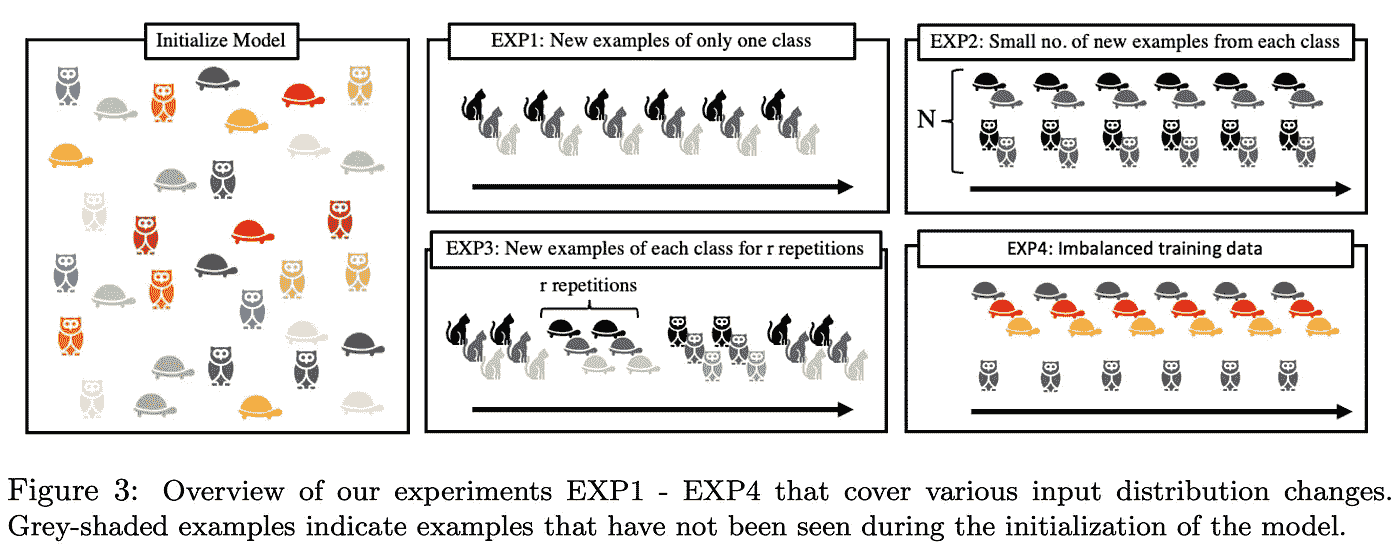 Initialize Model
EXP1: New examples of only one class
EXP2: Small no. of new examples from each class
N
EXP3: New examples of each class for r repetitions
r repetitions
EXP4: Imbalanced training data
Figure 3: Overview of our experiments EXP1 - EXP4 that cover various input distribution changes.
Grey-shaded examples indicate examples that have not been seen during the initialization of the model.